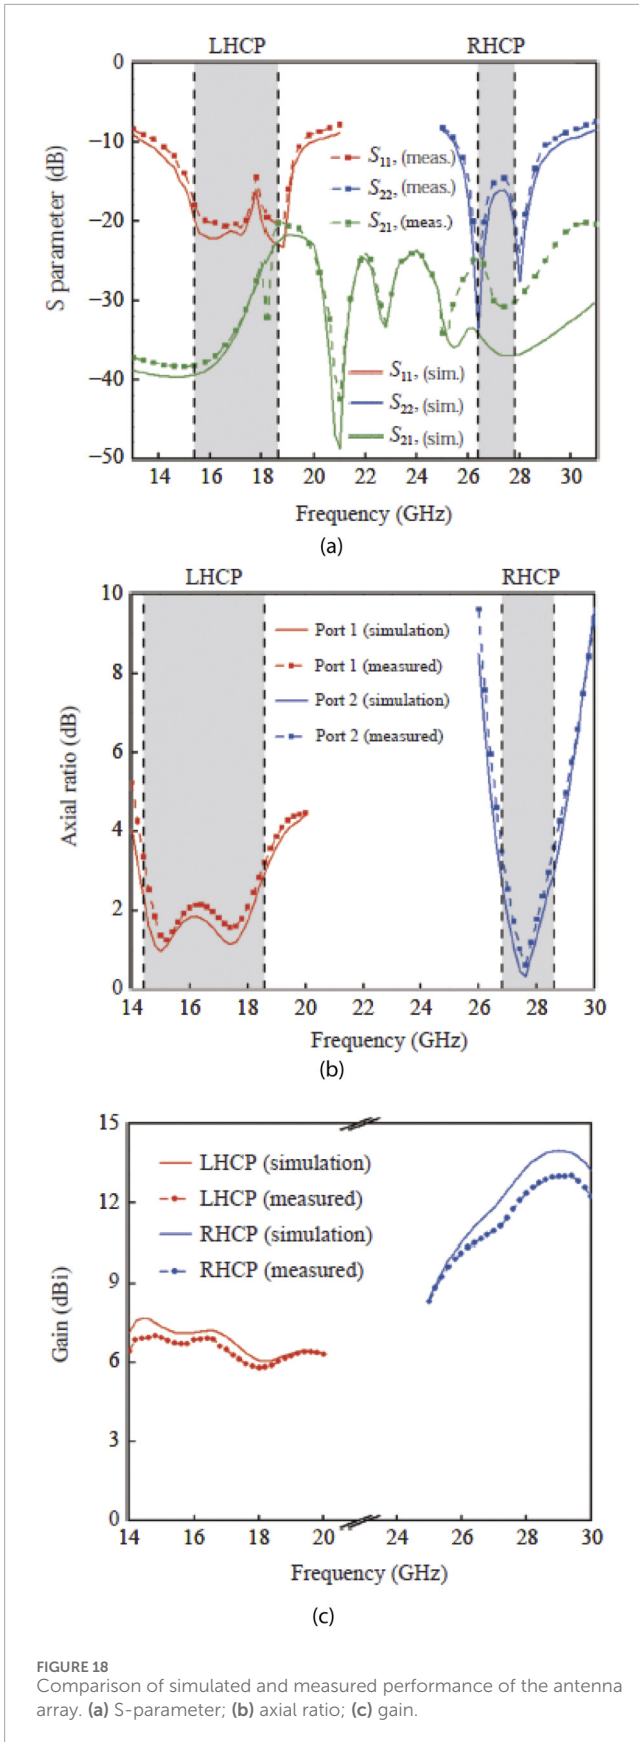 LHCP RHCP
0
−10
−20
−30
−40
−50
S parameter (dB)
S11, (meas.)
S22, (meas.)
S21, (meas.)
S11, (sim.)
S22, (sim.)
S21, (sim.)
14 16 18 20 22 24 26 28 30
Frequency (GHz)
(a)
LHCP RHCP
10
8
6
4
2
0
Axial ratio (dB)
Port 1 (simulation)
Port 1 (measured)
Port 2 (simulation)
Port 2 (measured)
14 16 18 20 22 24 26 28 30
Frequency (GHz)
(b)
15
12
9
6
3
0
Gain (dBi)
LHCP (simulation)
LHCP (measured)
RHCP (simulation)
RHCP (measured)
14 16 18 20 24 26 28 30
Frequency (GHz)
(c)
FIGURE 18
Comparison of simulated and measured performance of the antenna
array. (a) S-parameter; (b) axial ratio; (c) gain.